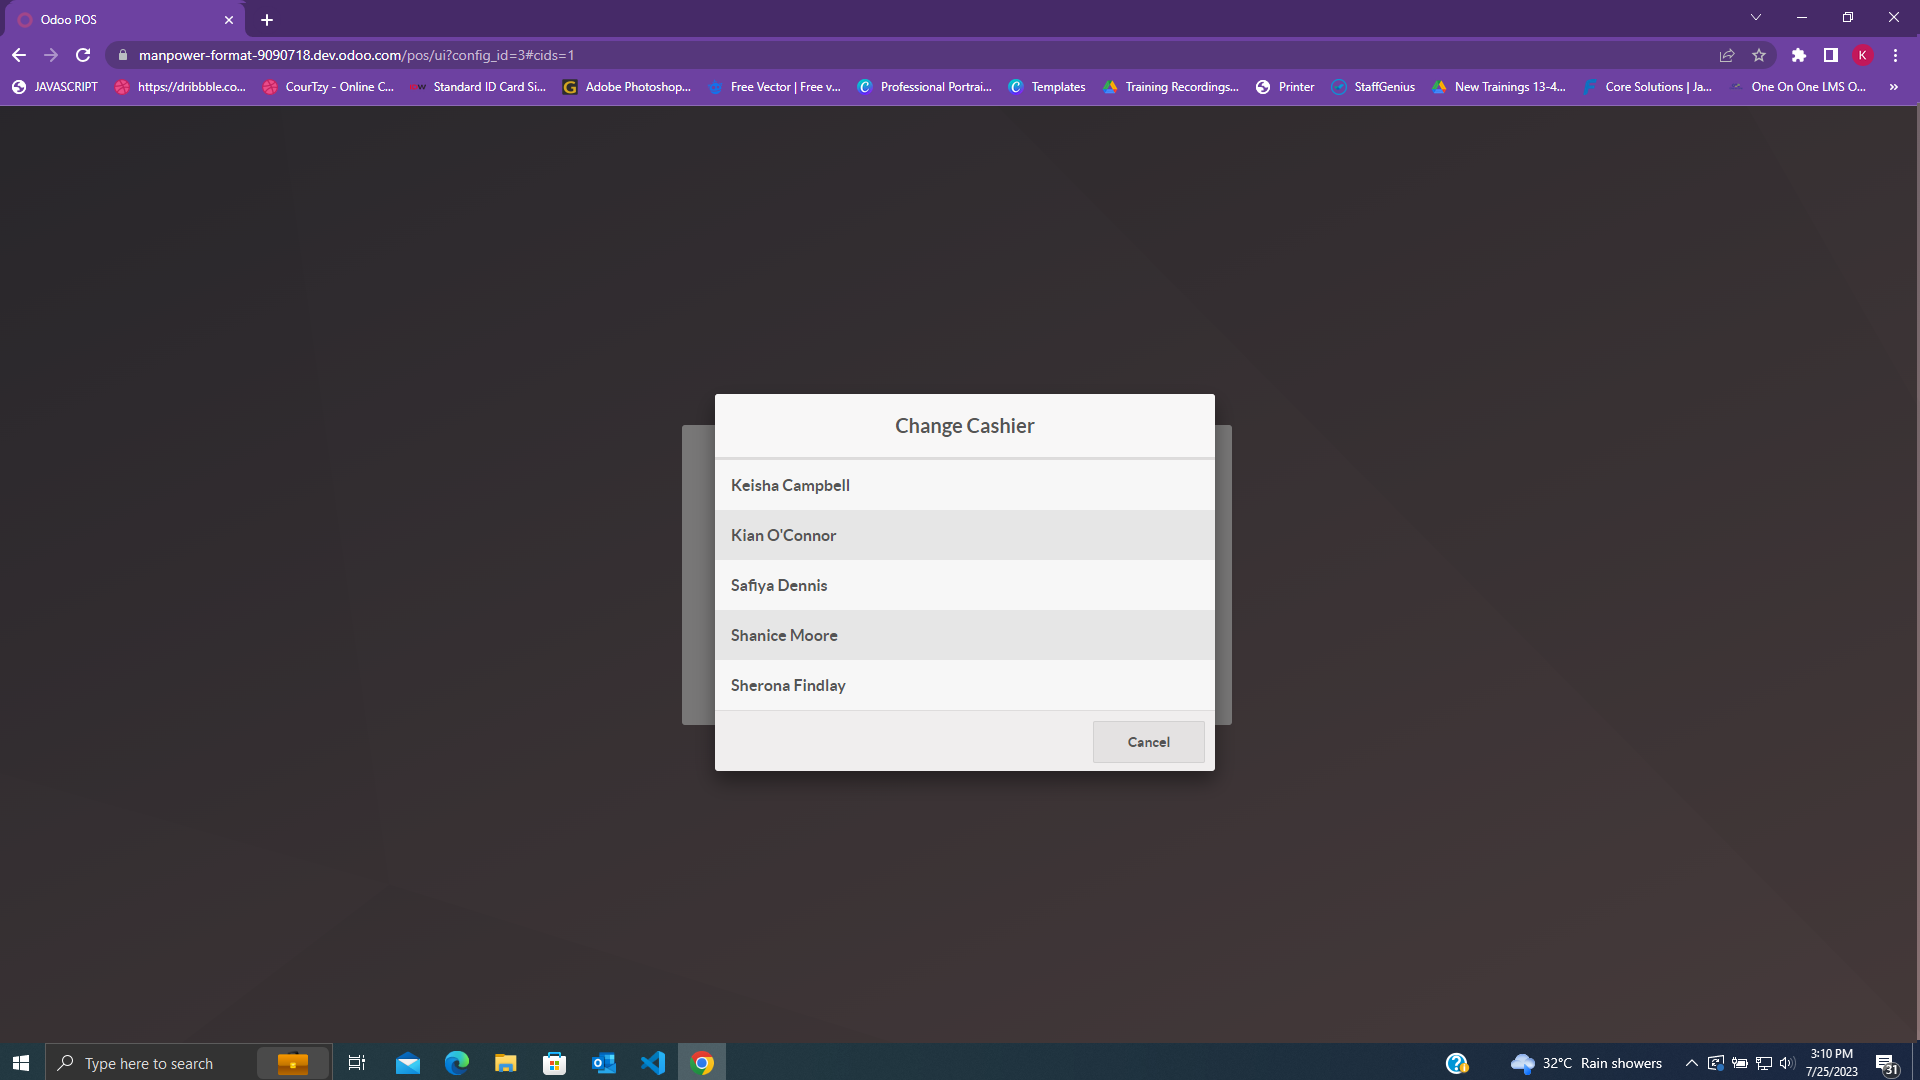 Odoo POS
manpower-format-9090718.dev.odoo.com/pos/ui?config_id=3#cids=1
K
JAVASCRIPT https://dribbble.co... CourTzy - Online C... Standard ID Card Si... Adobe Photoshop... Free Vector | Free v... Professional Portrai... Templates Training Recordings... Printer StaffGenius New Trainings 13-4... Core Solutions | Ja... One On One LMS O... »
Change Cashier
Keisha Campbell
Kian O'Connor
Safiya Dennis
Shanice Moore
Sherona Findlay
Cancel
Type here to search
32°C Rain showers
3:10 PM
7/25/2023
31